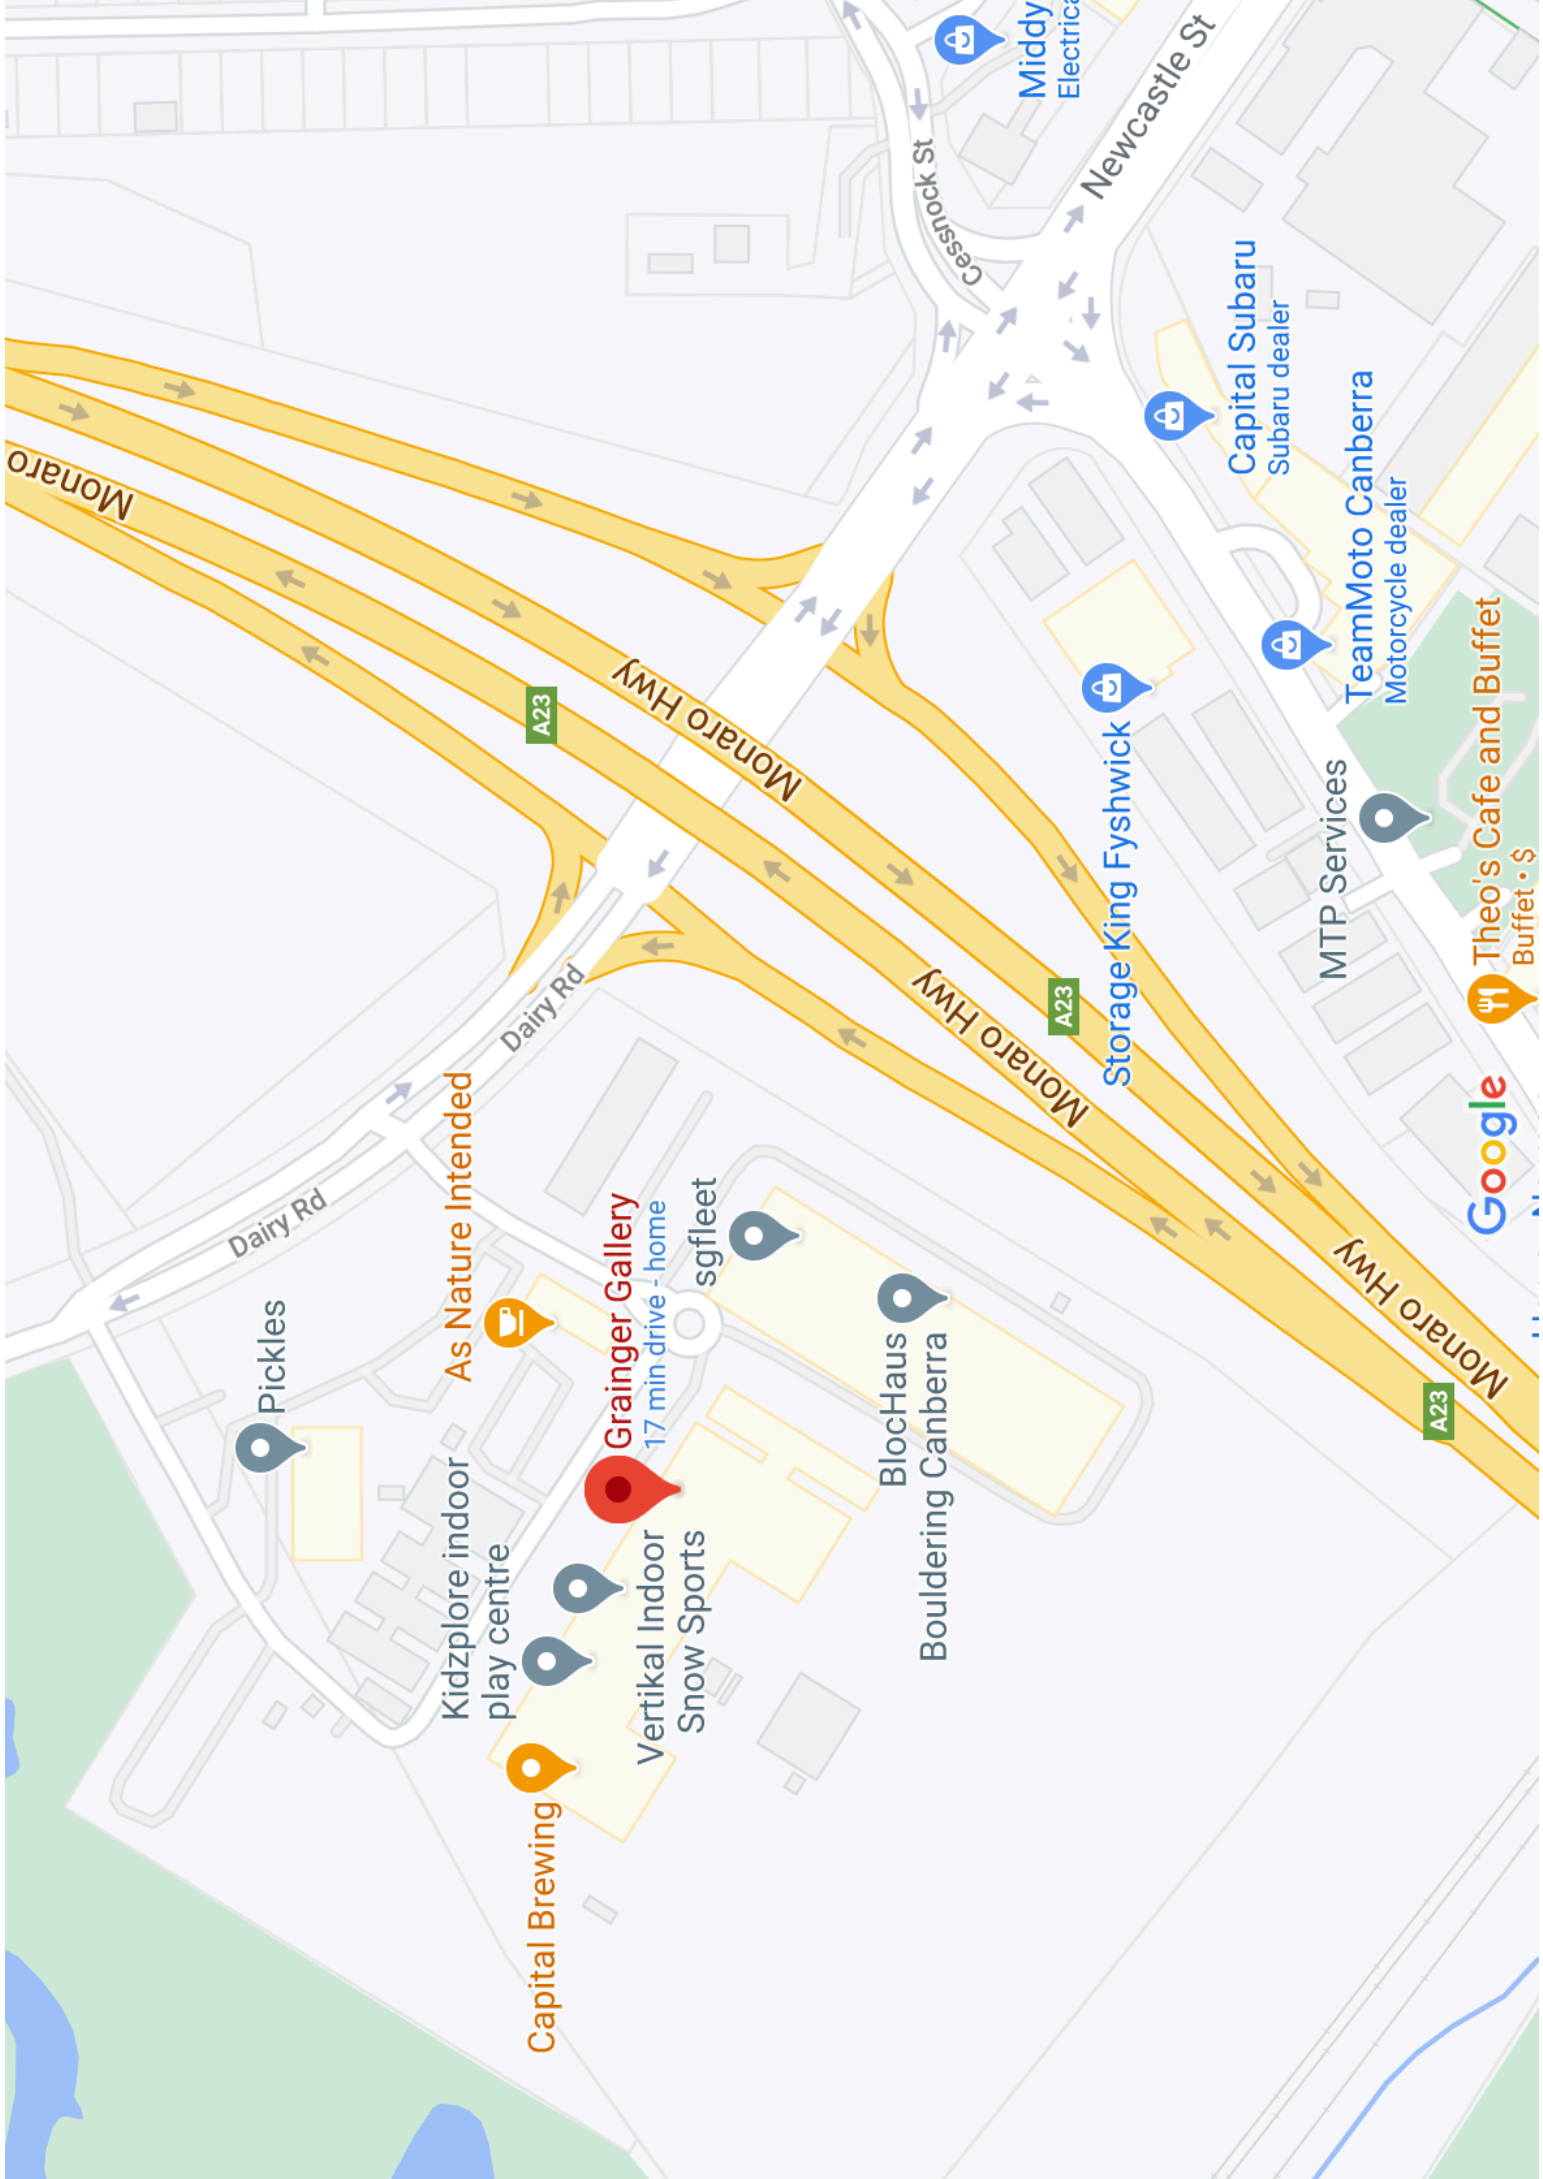 Monaro
Monaro Hwy
Monaro Hwy
Monaro Hwy
A23
A23
A23
Cessnock St
Newcastle St
Middy
Electrica
Capital Subaru
Subaru dealer
TeamMoto Canberra
Motorcycle dealer
Theo's Cafe and Buffet
Buffet • $
MTP Services
Storage King Fyshwick
Dairy Rd
Dairy Rd
As Nature Intended
Grainger Gallery
17 min drive - home
sgfleet
Pickles
BlocHaus
Bouldering Canberra
Kidzplore indoor
play centre
Vertikal Indoor
Snow Sports
Capital Brewing
Google